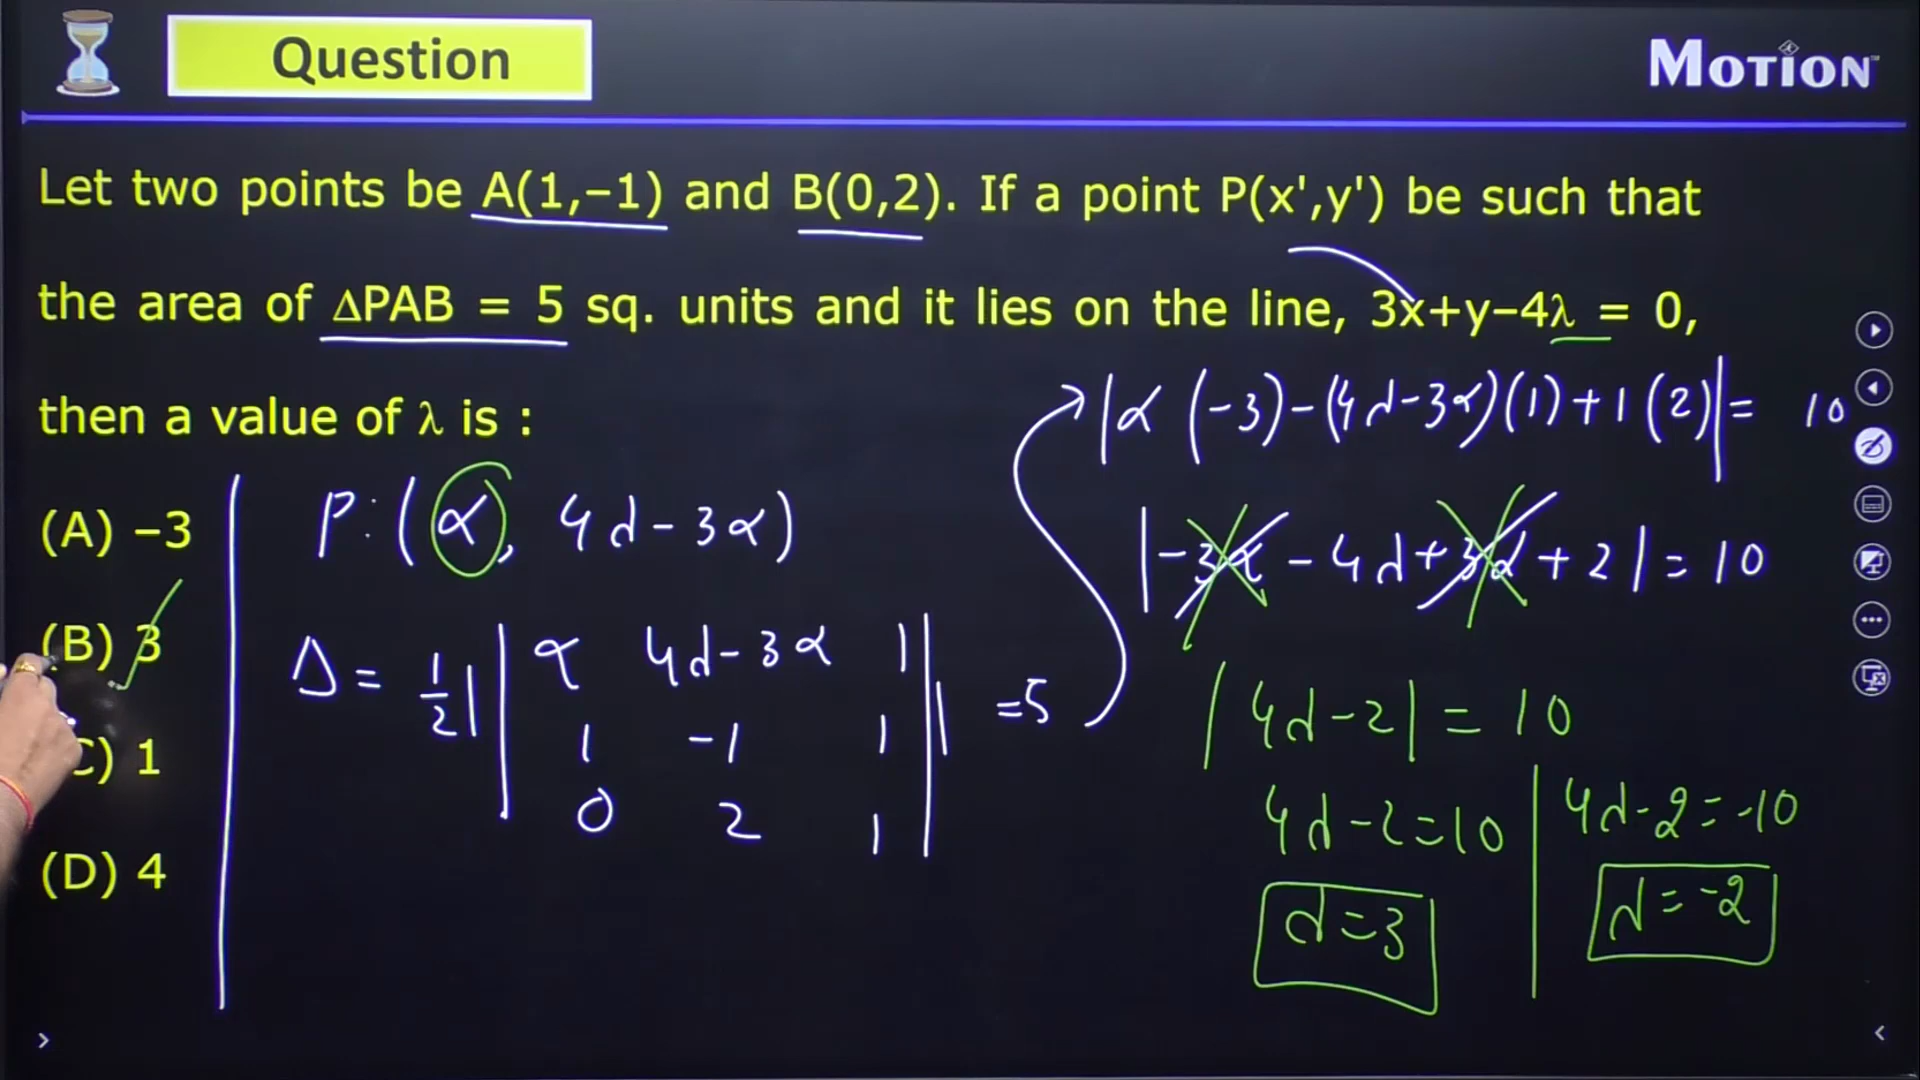 Question
MOTION
Let two points be A(1,−1) and B(0,2). If a point P(x',y') be such that
the area of ΔPAB = 5 sq. units and it lies on the line, 3x+y−4λ = 0,
then a value of λ is :
(A) −3
(B) 3
(C) 1
(D) 4
P: (α, 4λ−3α)
Δ = 1/2 | | α 4λ−3α 1 | | = 5
1 −1 1
0 2 1
|α (−3) − (4λ−3α)(1) + 1(2)| = 10
|−3α − 4λ + 3α + 2| = 10
|4λ−2| = 10
4λ−2=10
λ=3
4λ−2=−10
λ=−2